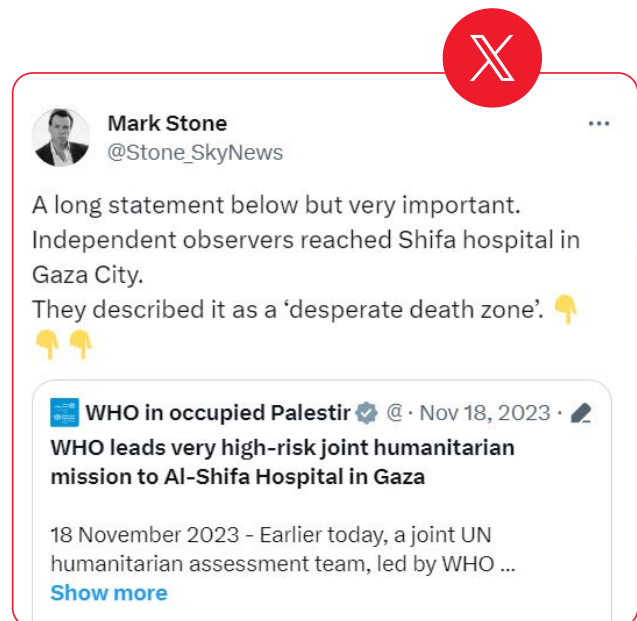 Mark Stone
@Stone_SkyNews
A long statement below but very important.
Independent observers reached Shifa hospital in
Gaza City.
They described it as a ‘desperate death zone’. 👇
👇👇
WHO in occupied Palestir @ · Nov 18, 2023 ·
WHO leads very high-risk joint humanitarian
mission to Al-Shifa Hospital in Gaza
18 November 2023 - Earlier today, a joint UN
humanitarian assessment team, led by WHO ...
Show more